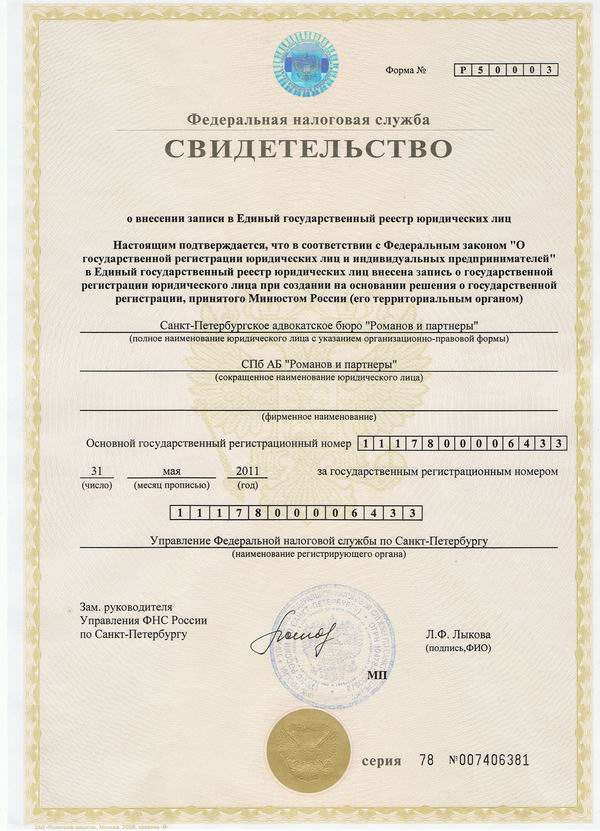 Форма № Р50003
Федеральная налоговая служба
СВИДЕТЕЛЬСТВО
о внесении записи в Единый государственный реестр юридических лиц
Настоящим подтверждается, что в соответствии с Федеральным законом "О
государственной регистрации юридических лиц и индивидуальных предпринимателей"
в Единый государственный реестр юридических лиц внесена запись о государственной
регистрации юридического лица при создании на основании решения о государственной
регистрации, принятого Минюстом России (его территориальным органом)
Санкт-Петербургское адвокатское бюро "Романов и партнеры"
(полное наименование юридического лица с указанием организационно-правовой формы)
СПб АБ "Романов и партнеры"
(сокращенное наименование юридического лица)
(фирменное наименование)
Основной государственный регистрационный номер 1117800006433
31 мая 2011 за государственным регистрационным номером
(число) (месяц прописью) (год)
1117800006433
Управление Федеральной налоговой службы по Санкт-Петербургу
(наименование регистрирующего органа)
Зам. руководителя
Управления ФНС России
по Санкт-Петербургу
Л.Ф. Лыкова
(подпись,ФИО)
МП
серия 78 №007406381
ЗАО «Полиграф-защита», Москва, 2008, уровень «В»